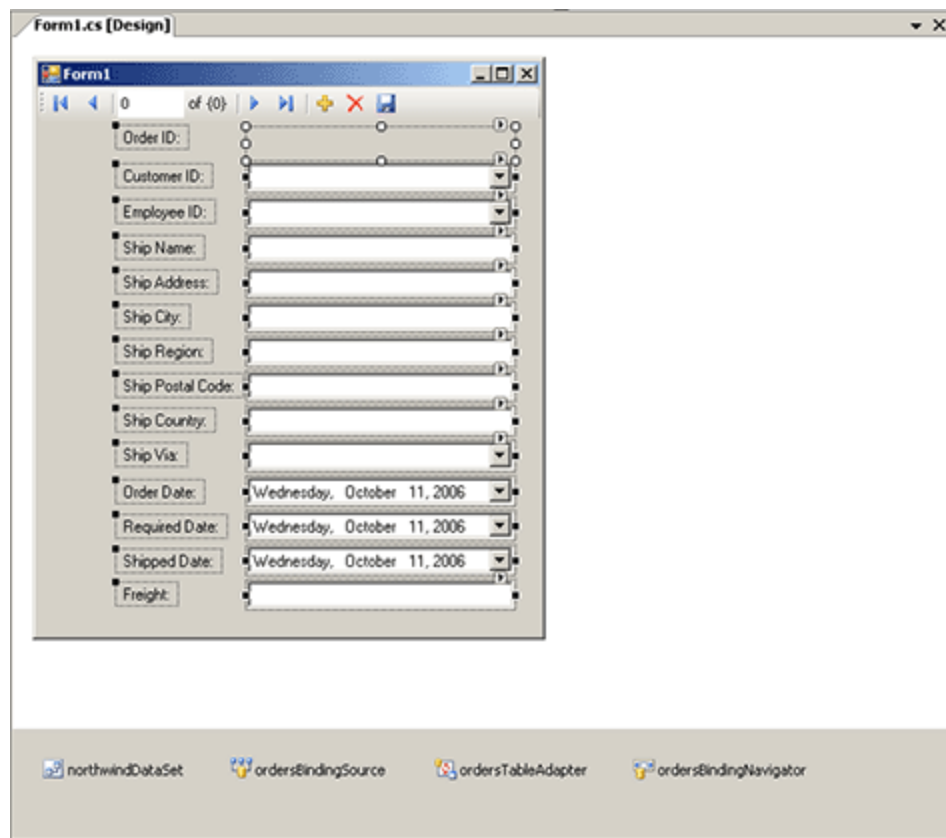 Form1.cs [Design]
Form1
0 of {0}
Order ID:
Customer ID:
Employee ID:
Ship Name:
Ship Address:
Ship City:
Ship Region:
Ship Postal Code:
Ship Country:
Ship Via:
Order Date: Wednesday, October 11, 2006
Required Date: Wednesday, October 11, 2006
Shipped Date: Wednesday, October 11, 2006
Freight:
northwindDataSet ordersBindingSource ordersTableAdapter ordersBindingNavigator